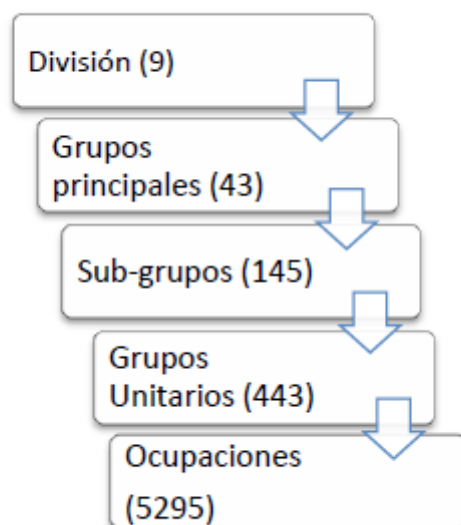 División (9)
Grupos
principales (43)
Sub-grupos (145)
Grupos
Unitarios (443)
Ocupaciones
(5295)